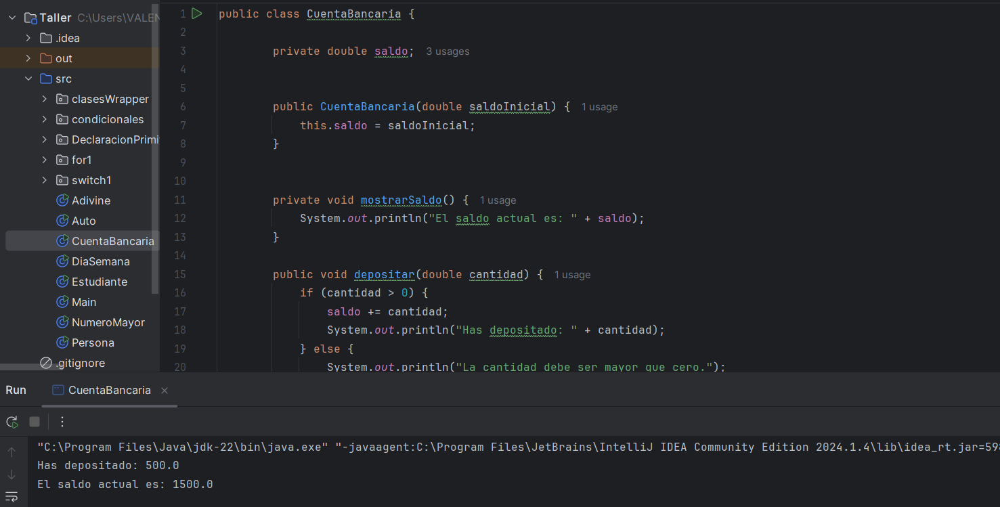 Taller C:\Users\VALEN
.idea
out
src
clasesWrapper
condicionales
DeclaracionPrimi
for1
switch1
Adivine
Auto
CuentaBancaria
DiaSemana
Estudiante
Main
NumeroMayor
Persona
.gitignore
1 public class CuentaBancaria {
2
3 private double saldo; 3 usages
4
5
6 public CuentaBancaria(double saldoInicial) { 1 usage
7 this.saldo = saldoInicial;
8 }
9
10
11 private void mostrarSaldo() { 1 usage
12 System.out.println("El saldo actual es: " + saldo);
13 }
14
15 public void depositar(double cantidad) { 1 usage
16 if (cantidad > 0) {
17 saldo += cantidad;
18 System.out.println("Has depositado: " + cantidad);
19 } else {
20 System.out.println("La cantidad debe ser mayor que cero.");
Run CuentaBancaria
"C:\Program Files\Java\jdk-22\bin\java.exe" "-javaagent:C:\Program Files\JetBrains\IntelliJ IDEA Community Edition 2024.1.4\lib\idea_rt.jar=598
Has depositado: 500.0
El saldo actual es: 1500.0